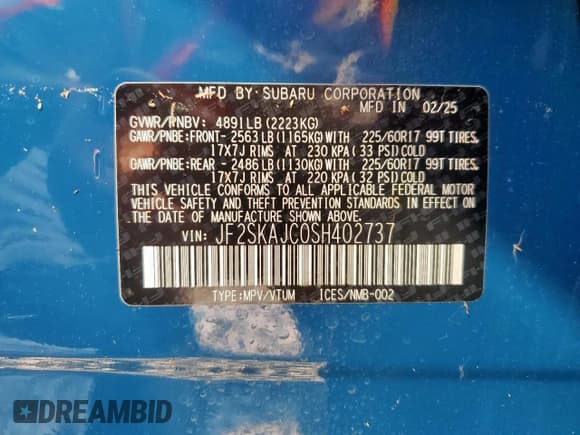 MFD BY: SUBARU CORPORATION
MFD IN 02/25
GVWR/PNBV: 4891LB(2223KG)
GAWR/PNBE:FRONT- 2563LB(1165KG)WITH 225/60R17 99T TIRES,
17X7J RIMS AT 230 KPA( 33 PSI)COLD
GAWR/PNBE:REAR - 2486LB(1130KG)WITH 225/60R17 99T TIRES,
17X7J RIMS AT 220 KPA( 32 PSI)COLD
THIS VEHICLE CONFORMS TO ALL APPLICABLE FEDERAL MOTOR
VEHICLE SAFETY AND THEFT PREVENTION STANDARDS IN EFFECT ON
THE DATE OF MANUFACTURE SHOWN ABOVE.
VIN: JF2SKAJC0SH402737
TYPE:MPV/VTUM ICES/NMB-002
DREAMBID